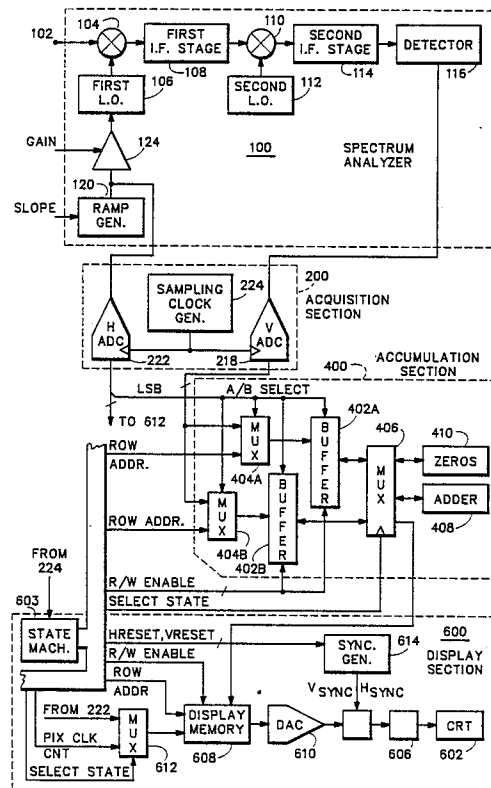 102
104
FIRST I.F. STAGE
108
110
SECOND I.F. STAGE
114
DETECTOR
116
FIRST L.O.
106
SECOND L.O.
112
GAIN
124
100
SPECTRUM ANALYZER
120
SLOPE
RAMP GEN.
200
SAMPLING CLOCK GEN.
224
ACQUISITION SECTION
H ADC
222
V ADC
218
400
ACCUMULATION SECTION
LSB
A/B SELECT
402A
406
410
TO 612
ROW ADDR.
MUX
404A
BUFFER
MUX
ZEROS
ADDER
408
ROW ADDR.
MUX
404B
BUFFER
402B
FROM 224
R/W ENABLE
SELECT STATE
603
STATE MACH.
HRESET,VRESET
R/W ENABLE
ROW ADDR
SYNC. GEN.
614
600
DISPLAY SECTION
VSYNC
HSYNC
FROM 222
PIX CLK CNT
SELECT STATE
MUX
612
DISPLAY MEMORY
608
DAC
610
606
CRT
602